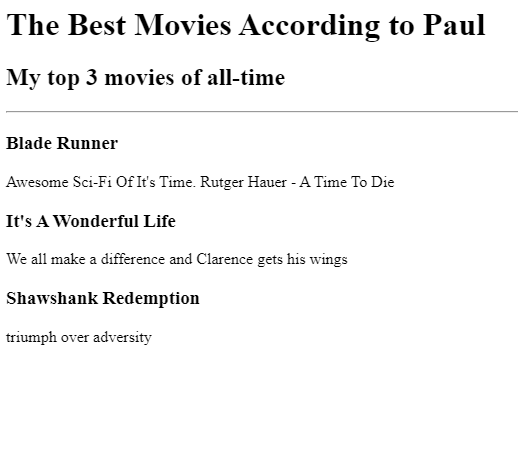 The Best Movies According to Paul
My top 3 movies of all-time
Blade Runner
Awesome Sci-Fi Of It's Time. Rutger Hauer - A Time To Die
It's A Wonderful Life
We all make a difference and Clarence gets his wings
Shawshank Redemption
triumph over adversity